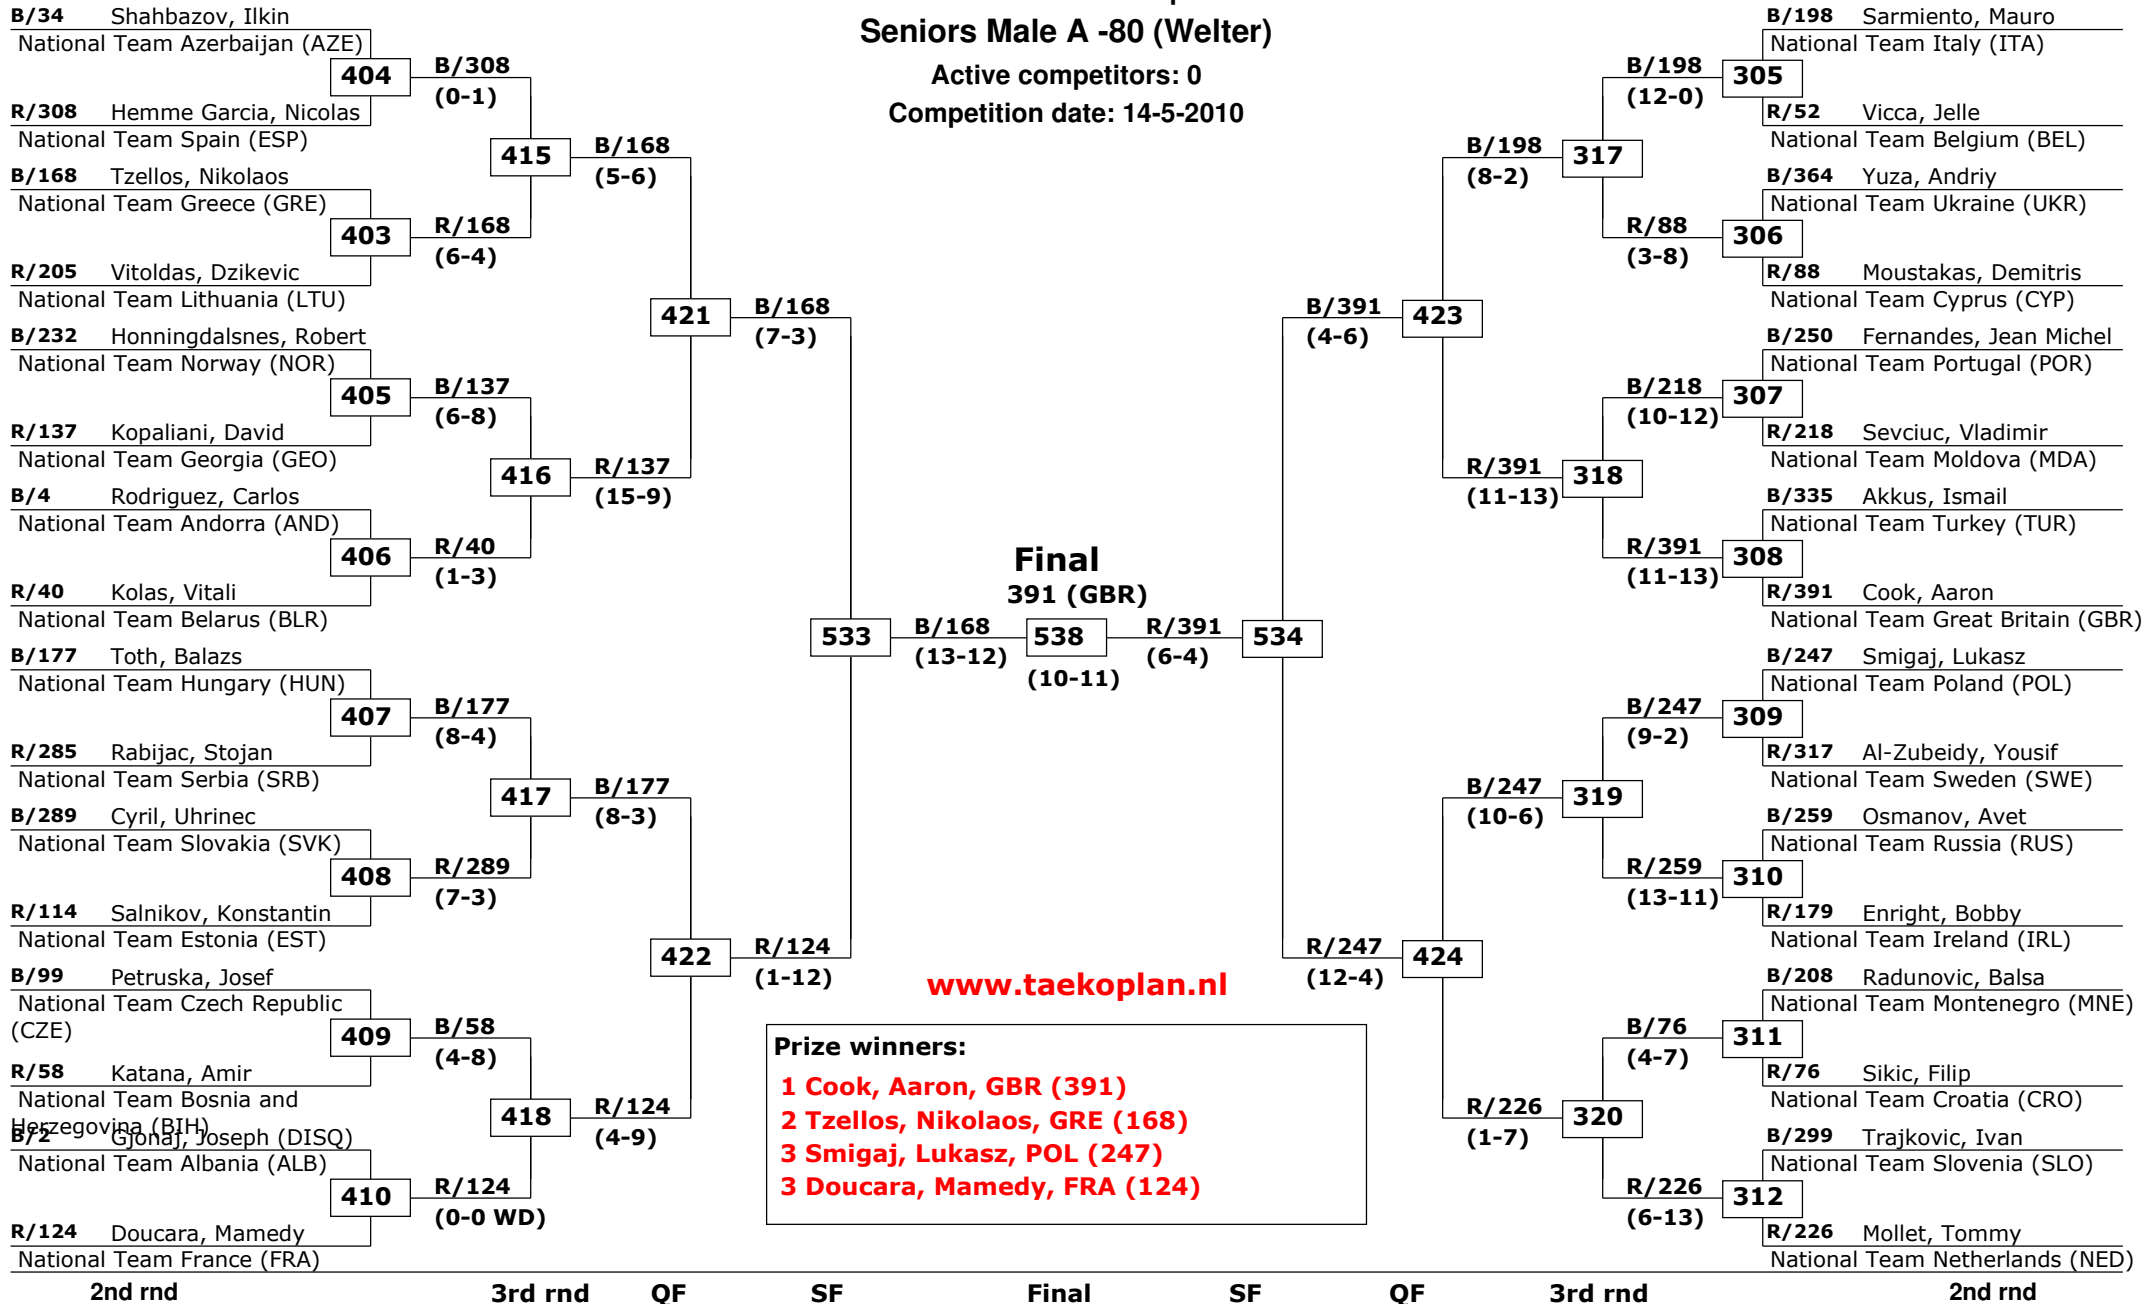 Seniors Male A -80 (Welter)
Active competitors: 0
Competition date: 14-5-2010
B/34 Shahbazov, Ilkin
National Team Azerbaijan (AZE)
404
B/308
(0-1)
R/308 Hemme Garcia, Nicolas
National Team Spain (ESP)
415
B/168
(5-6)
B/168 Tzellos, Nikolaos
National Team Greece (GRE)
403
R/168
(6-4)
R/205 Vitoldas, Dzikevic
National Team Lithuania (LTU)
421
B/168
(7-3)
B/232 Honningdalsnes, Robert
National Team Norway (NOR)
405
B/137
(6-8)
R/137 Kopaliani, David
National Team Georgia (GEO)
416
R/137
(15-9)
B/4 Rodriguez, Carlos
National Team Andorra (AND)
406
R/40
(1-3)
R/40 Kolas, Vitali
National Team Belarus (BLR)
533
B/168
(13-12)
B/177 Toth, Balazs
National Team Hungary (HUN)
407
B/177
(8-4)
R/285 Rabijac, Stojan
National Team Serbia (SRB)
417
B/177
(8-3)
B/289 Cyril, Uhrinec
National Team Slovakia (SVK)
408
R/289
(7-3)
R/114 Salnikov, Konstantin
National Team Estonia (EST)
422
R/124
(1-12)
B/99 Petruska, Josef
National Team Czech Republic
(CZE)
409
B/58
(4-8)
R/58 Katana, Amir
National Team Bosnia and
Herzegovina (BIH)
418
R/124
(4-9)
B/2 Gjonaj, Joseph (DISQ)
National Team Albania (ALB)
410
R/124
(0-0 WD)
R/124 Doucara, Mamedy
National Team France (FRA)
Final
391 (GBR)
538
(10-11)
www.taekoplan.nl
Prize winners:
1 Cook, Aaron, GBR (391)
2 Tzellos, Nikolaos, GRE (168)
3 Smigaj, Lukasz, POL (247)
3 Doucara, Mamedy, FRA (124)
B/198 Sarmiento, Mauro
National Team Italy (ITA)
B/198
(12-0)
305
R/52 Vicca, Jelle
National Team Belgium (BEL)
B/198
(8-2)
317
B/364 Yuza, Andriy
National Team Ukraine (UKR)
R/88
(3-8)
306
R/88 Moustakas, Demitris
National Team Cyprus (CYP)
B/391
(4-6)
423
B/250 Fernandes, Jean Michel
National Team Portugal (POR)
B/218
(10-12)
307
R/218 Sevciuc, Vladimir
National Team Moldova (MDA)
R/391
(11-13)
318
B/335 Akkus, Ismail
National Team Turkey (TUR)
R/391
(11-13)
308
R/391 Cook, Aaron
National Team Great Britain (GBR)
R/391
(6-4)
534
B/247 Smigaj, Lukasz
National Team Poland (POL)
B/247
(9-2)
309
R/317 Al-Zubeidy, Yousif
National Team Sweden (SWE)
B/247
(10-6)
319
B/259 Osmanov, Avet
National Team Russia (RUS)
R/259
(13-11)
310
R/179 Enright, Bobby
National Team Ireland (IRL)
R/247
(12-4)
424
B/208 Radunovic, Balsa
National Team Montenegro (MNE)
B/76
(4-7)
311
R/76 Sikic, Filip
National Team Croatia (CRO)
R/226
(1-7)
320
B/299 Trajkovic, Ivan
National Team Slovenia (SLO)
R/226
(6-13)
312
R/226 Mollet, Tommy
National Team Netherlands (NED)
2nd rnd 3rd rnd QF SF Final SF QF 3rd rnd 2nd rnd